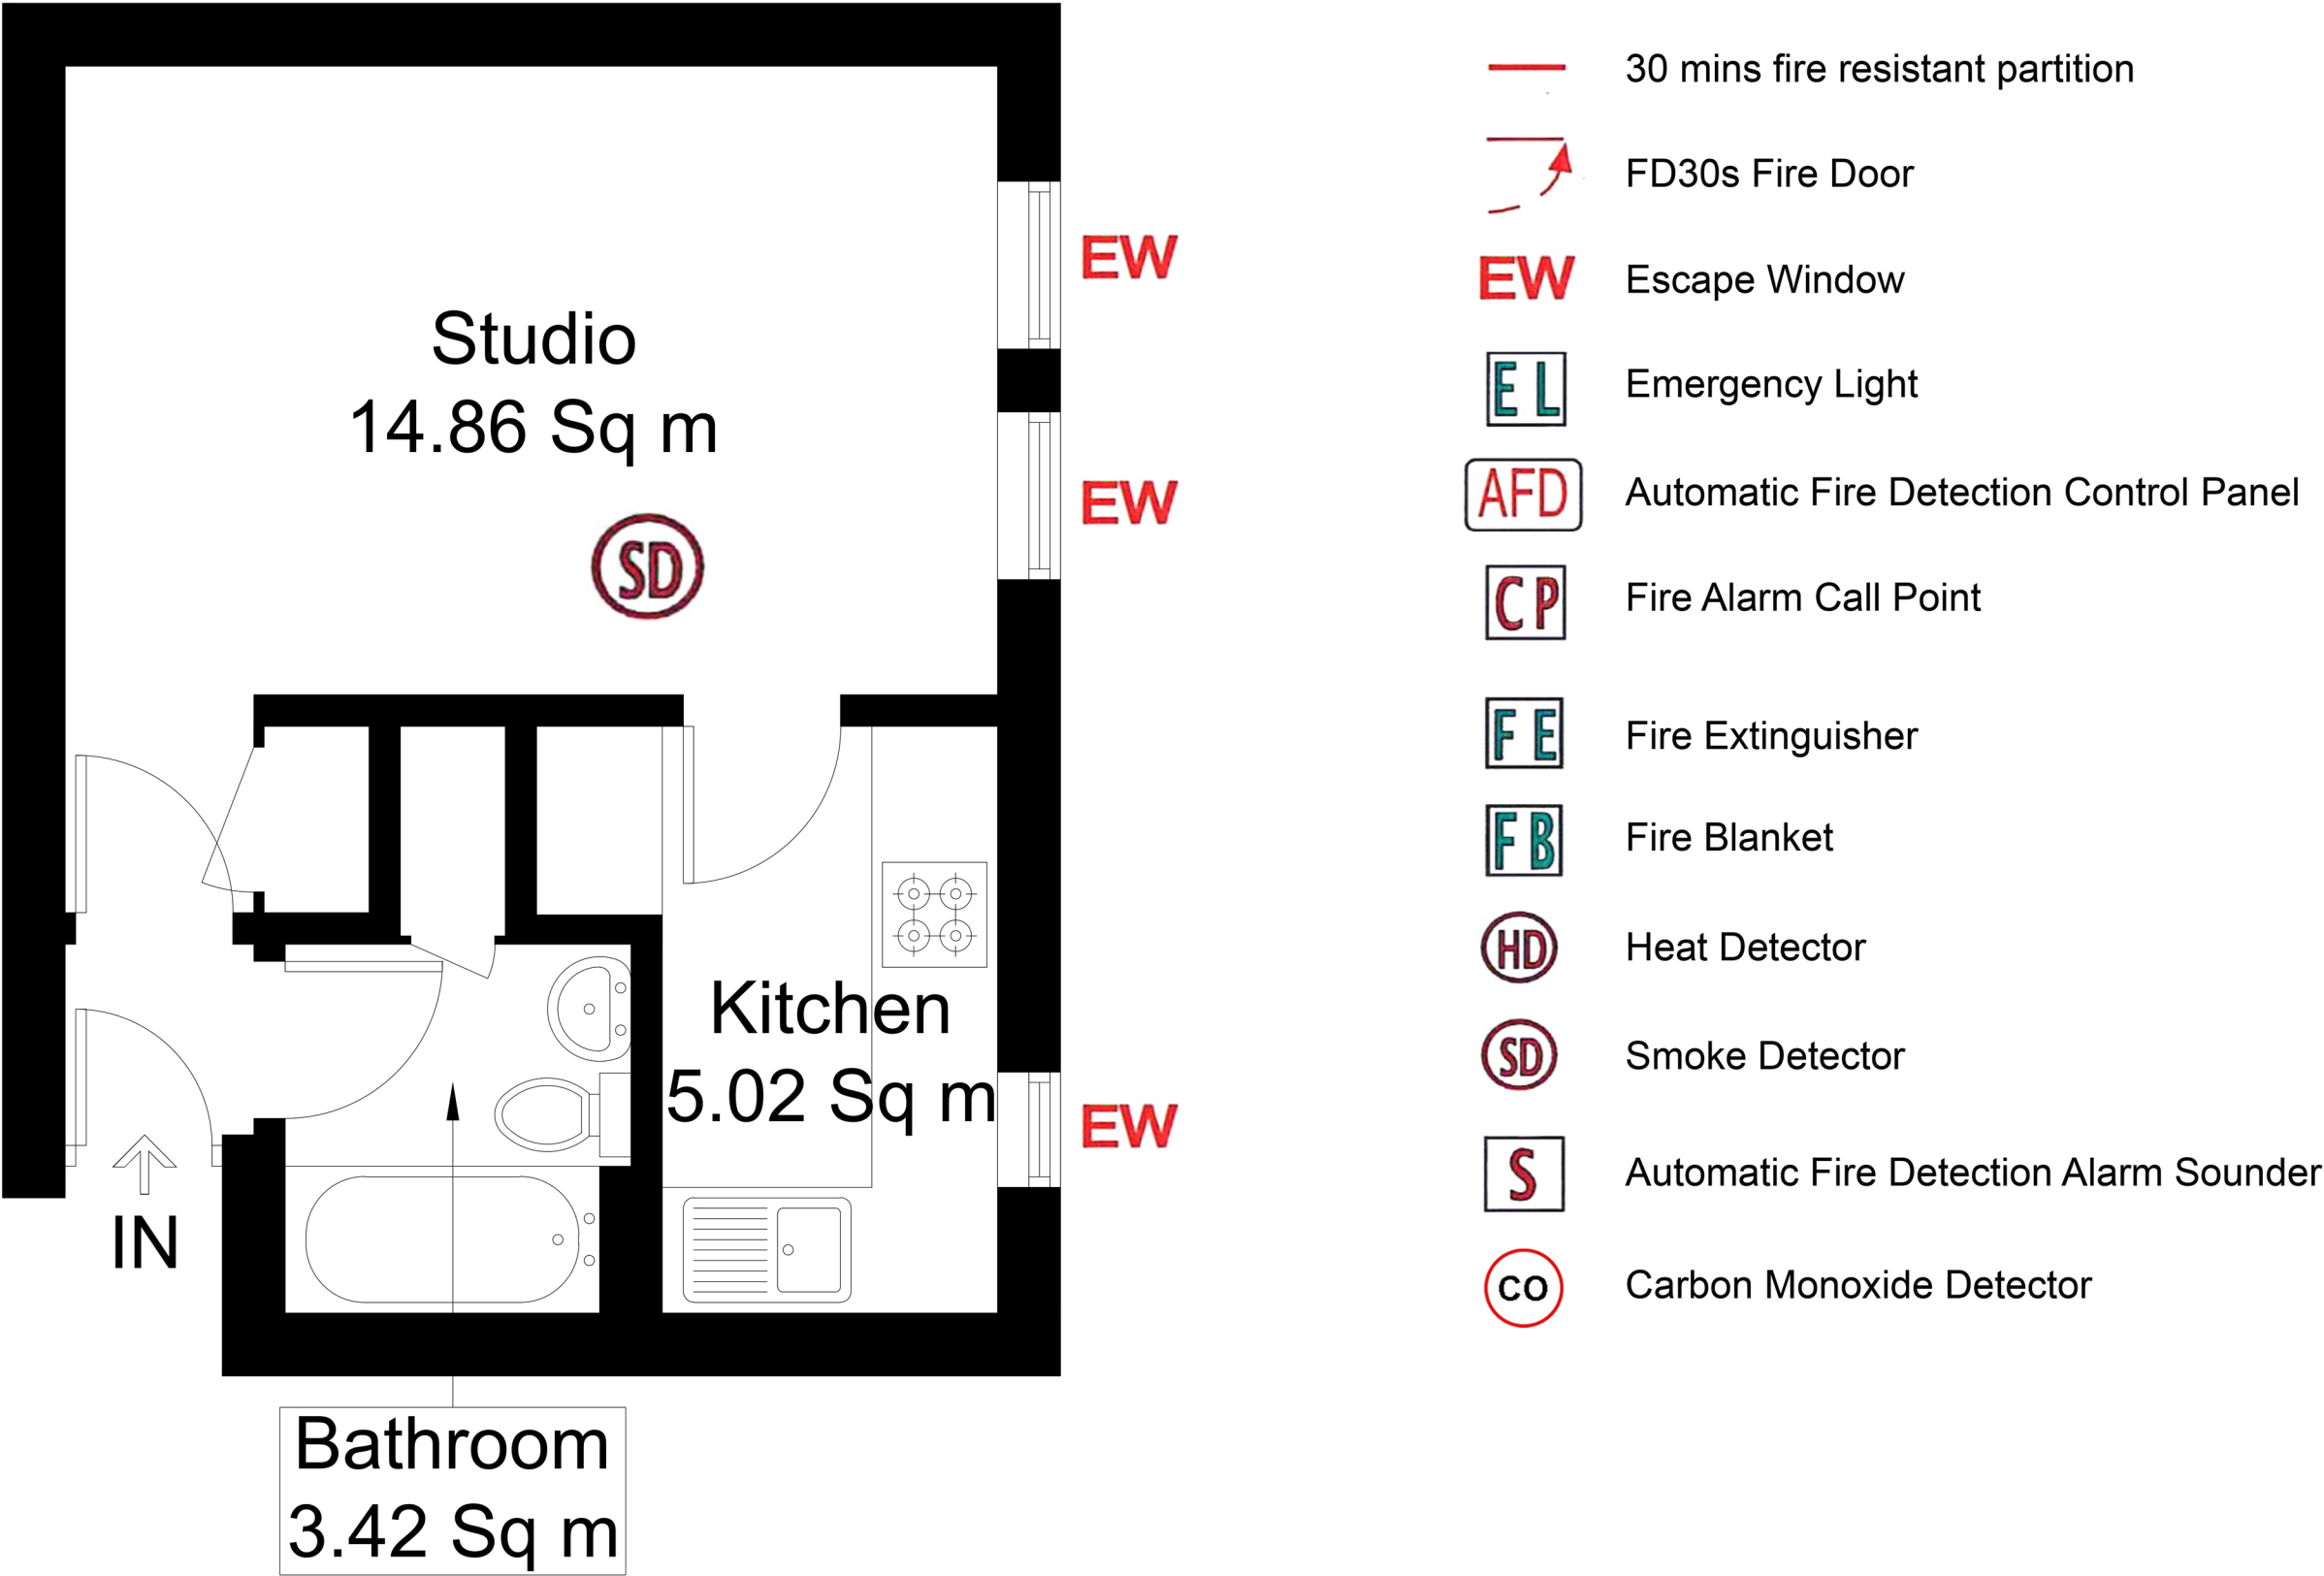 Studio
14.86 Sq m
SD
EW
EW
Kitchen
5.02 Sq m
EW
IN
Bathroom
3.42 Sq m
30 mins fire resistant partition
FD30s Fire Door
EW Escape Window
EL Emergency Light
AFD Automatic Fire Detection Control Panel
CP Fire Alarm Call Point
FE Fire Extinguisher
FB Fire Blanket
HD Heat Detector
SD Smoke Detector
S Automatic Fire Detection Alarm Sounder
CO Carbon Monoxide Detector